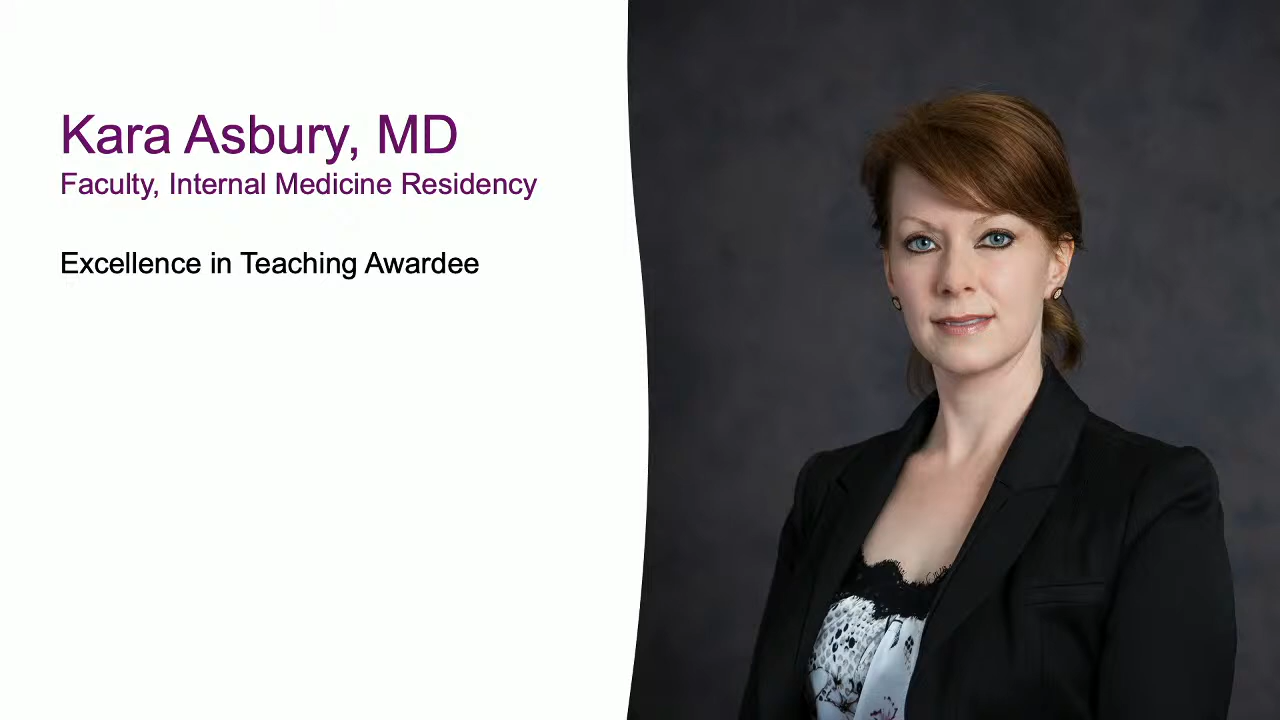 Kara Asbury, MD
Faculty, Internal Medicine Residency
Excellence in Teaching Awardee